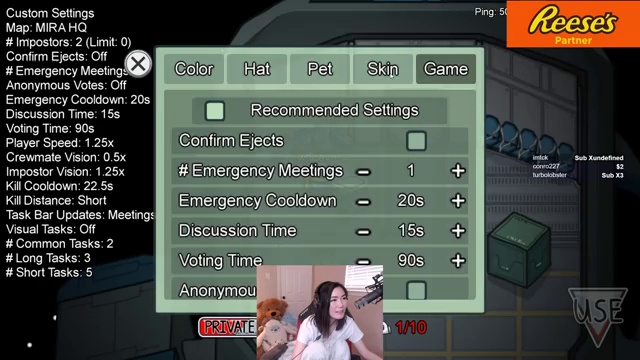 Custom Settings
Map: MIRA HQ
# Impostors: 2 (Limit: 0)
Confirm Ejects: Off
# Emergency Meetings
Anonymous Votes: Off
Emergency Cooldown: 20s
Discussion Time: 15s
Voting Time: 90s
Player Speed: 1.25x
Crewmate Vision: 0.5x
Impostor Vision: 1.25x
Kill Cooldown: 22.5s
Kill Distance: Short
Task Bar Updates: Meetings
Visual Tasks: Off
# Common Tasks: 2
# Long Tasks: 3
# Short Tasks: 5
Color Hat Pet Skin Game
Recommended Settings
Confirm Ejects
# Emergency Meetings - 1 +
Emergency Cooldown - 20s +
Discussion Time - 15s +
Voting Time - 90s +
Anonymou
PRIVATE
1/10
Ping: 50
Reese's
Partner
imtok Sub Xundefined
conro227 $2
turbolobster Sub X3
USE